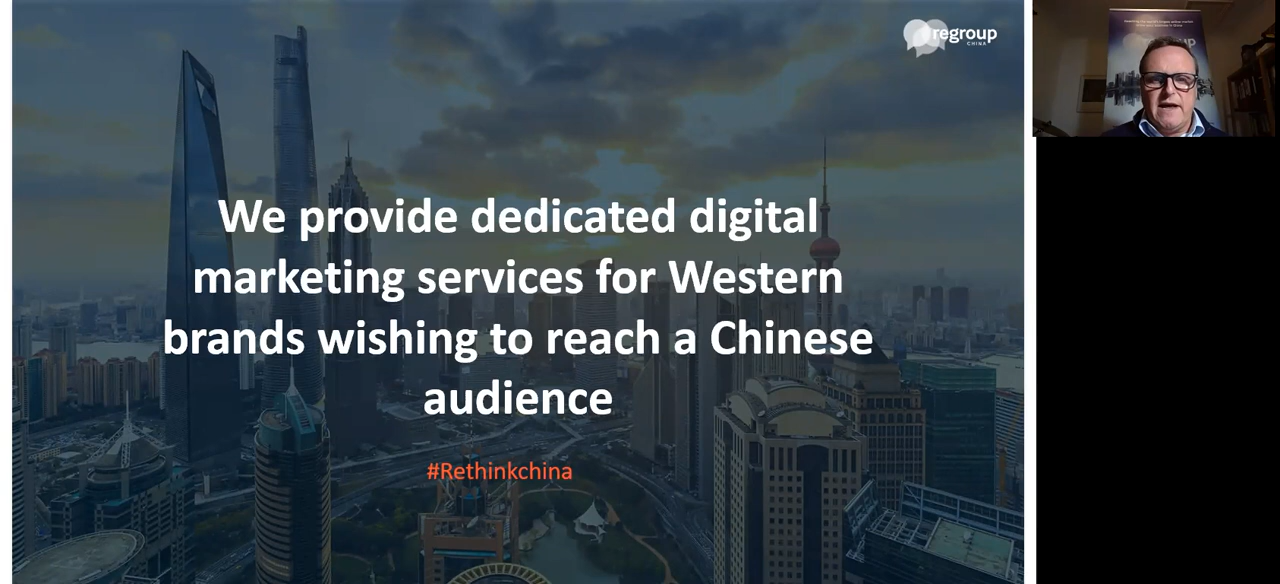 regroup
CHINA
We provide dedicated digital
marketing services for Western
brands wishing to reach a Chinese
audience
#Rethinkchina